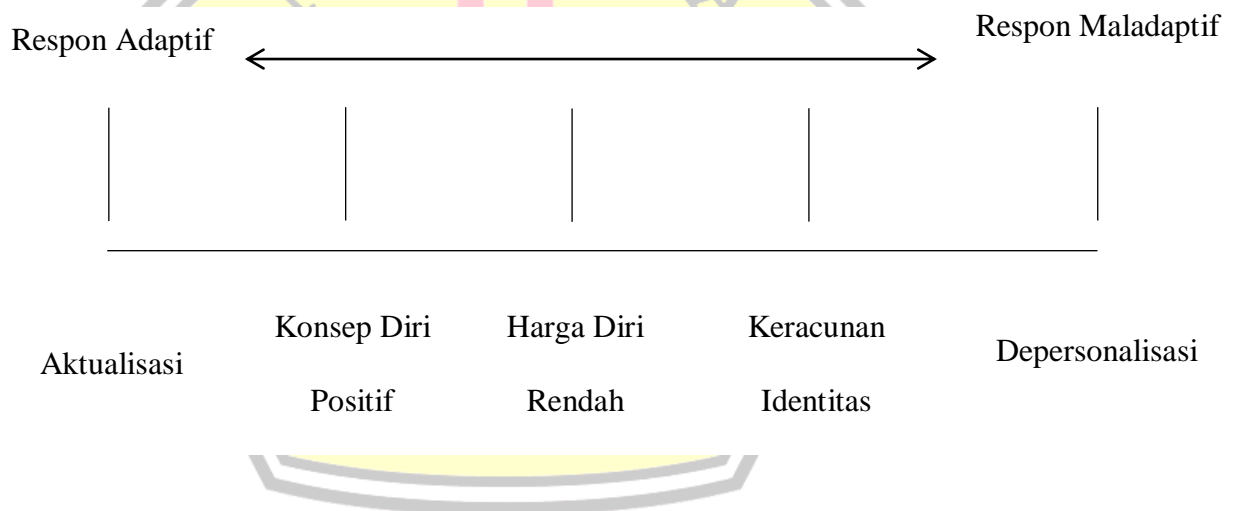 Respon Adaptif
Respon Maladaptif
Aktualisasi
Konsep Diri
Positif
Harga Diri
Rendah
Keracunan
Identitas
Depersonalisasi